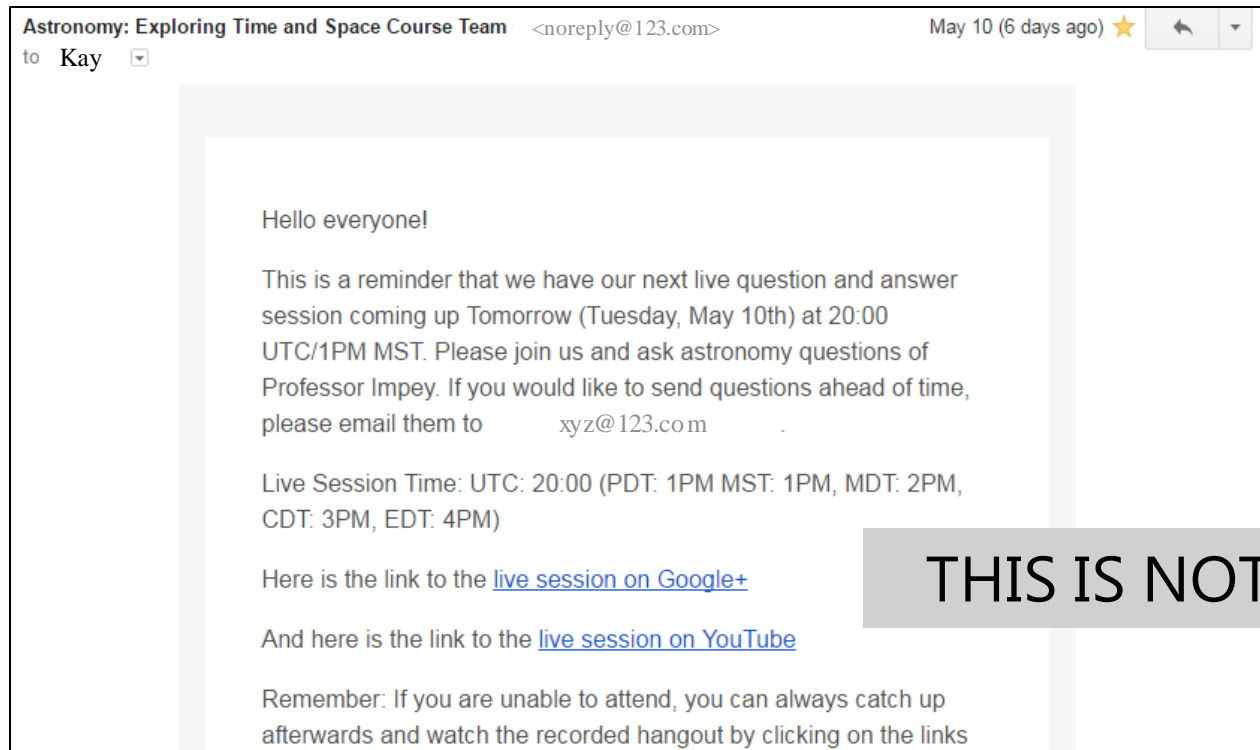 Astronomy: Exploring Time and Space Course Team <noreply@123.com> May 10 (6 days ago)
to Kay
Hello everyone!
This is a reminder that we have our next live question and answer
session coming up Tomorrow (Tuesday, May 10th) at 20:00
UTC/1PM MST. Please join us and ask astronomy questions of
Professor Impey. If you would like to send questions ahead of time,
please email them to xyz@123.com .
Live Session Time: UTC: 20:00 (PDT: 1PM MST: 1PM, MDT: 2PM,
CDT: 3PM, EDT: 4PM)
Here is the link to the live session on Google+
THIS IS NOT
And here is the link to the live session on YouTube
Remember: If you are unable to attend, you can always catch up
afterwards and watch the recorded hangout by clicking on the links